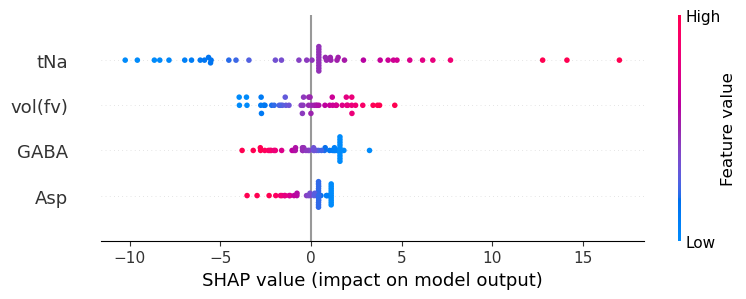 High
tNa
vol(fv)
GABA
Asp
Low
Feature value
−10
−5
0
5
10
15
SHAP value (impact on model output)